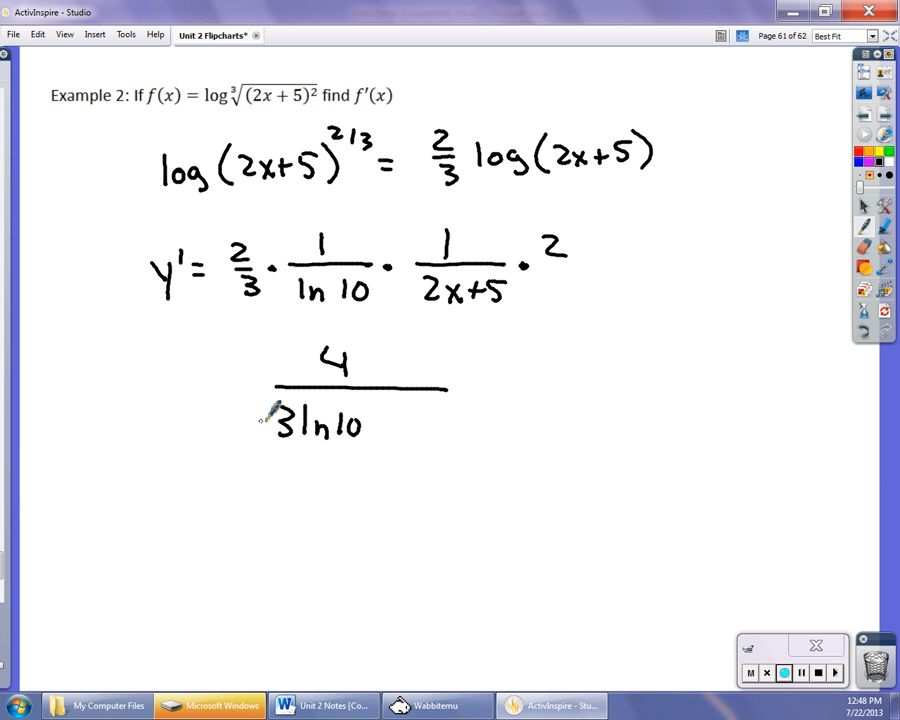 ActivInspire - Studio
File Edit View Insert Tools Help Unit 2 Flipcharts* Page 61 of 62 Best Fit
Example 2: If f(x) = log ∛(2x + 5)² find f′(x)
log(2x+5)^2/3 = 2/3 log(2x+5)
y' = 2/3 · 1/ln 10 · 1/2x+5 · 2
4
3 ln 10
M
My Computer Files Microsoft Windows Unit 2 Notes [Co... Wabbitemu ActivInspire - Stu... 12:48 PM
7/22/2013